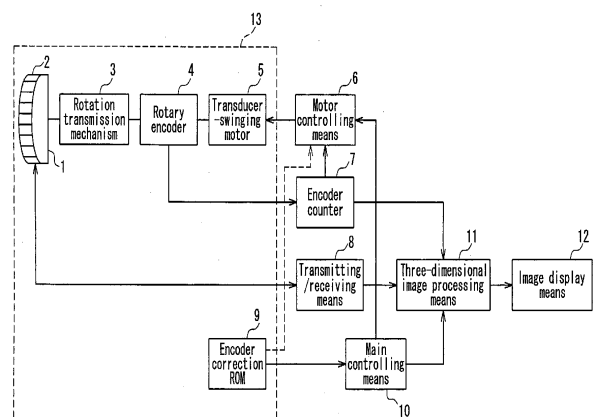 13
2
3
4
5
6
Rotation
transmission
mechanism
Rotary
encoder
Transducer
-swinging
motor
Motor
controlling
means
1
7
Encoder
counter
8
11
12
Transmitting
/receiving
means
Three-dimensional
image processing
means
Image display
means
9
Encoder
correction
ROM
Main
controlling
means
10